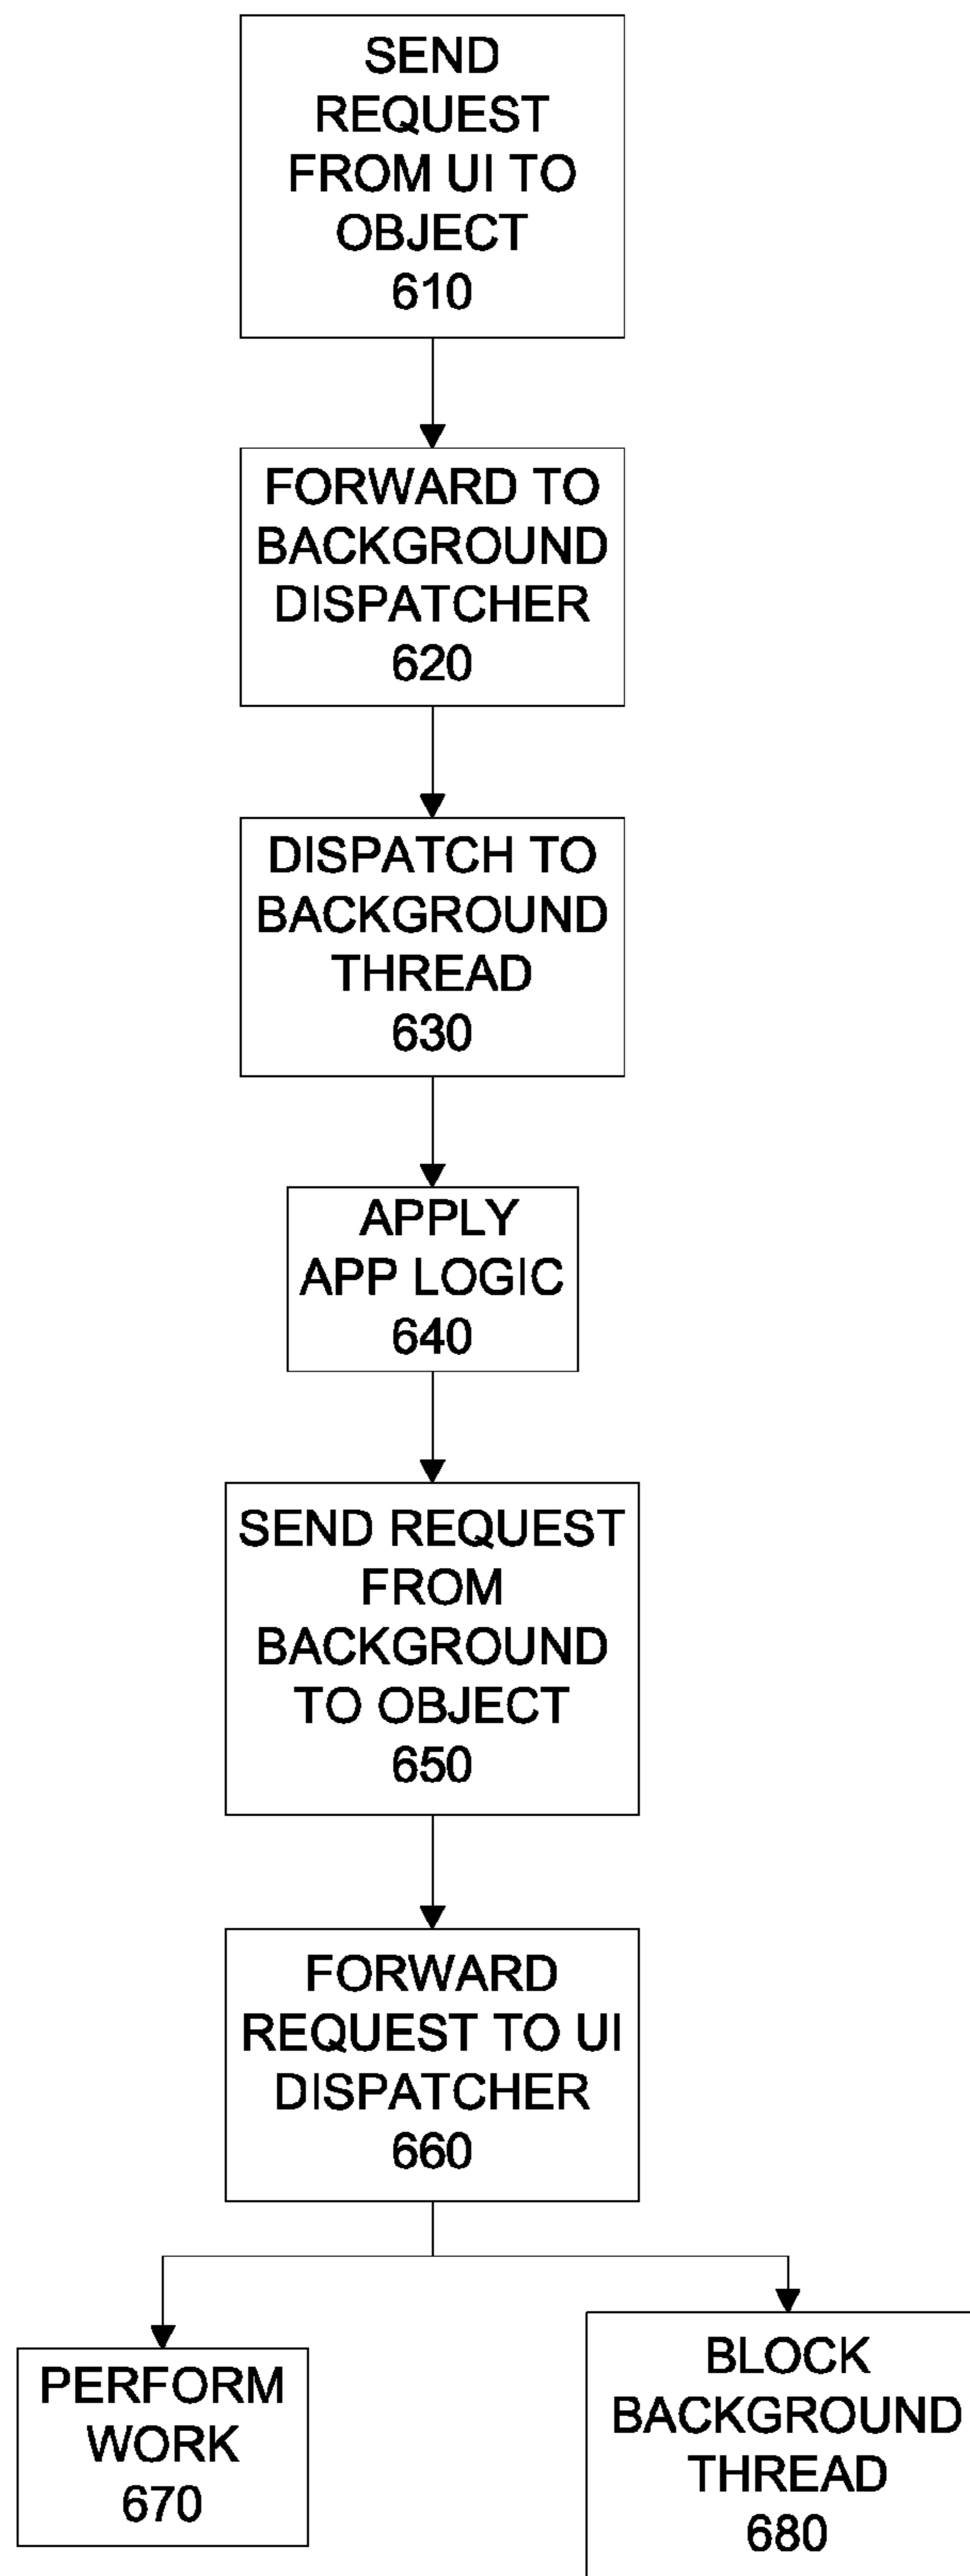 SEND
REQUEST
FROM UI TO
OBJECT
610
FORWARD TO
BACKGROUND
DISPATCHER
620
DISPATCH TO
BACKGROUND
THREAD
630
APPLY
APP LOGIC
640
SEND REQUEST
FROM
BACKGROUND
TO OBJECT
650
FORWARD
REQUEST TO UI
DISPATCHER
660
PERFORM
WORK
670
BLOCK
BACKGROUND
THREAD
680